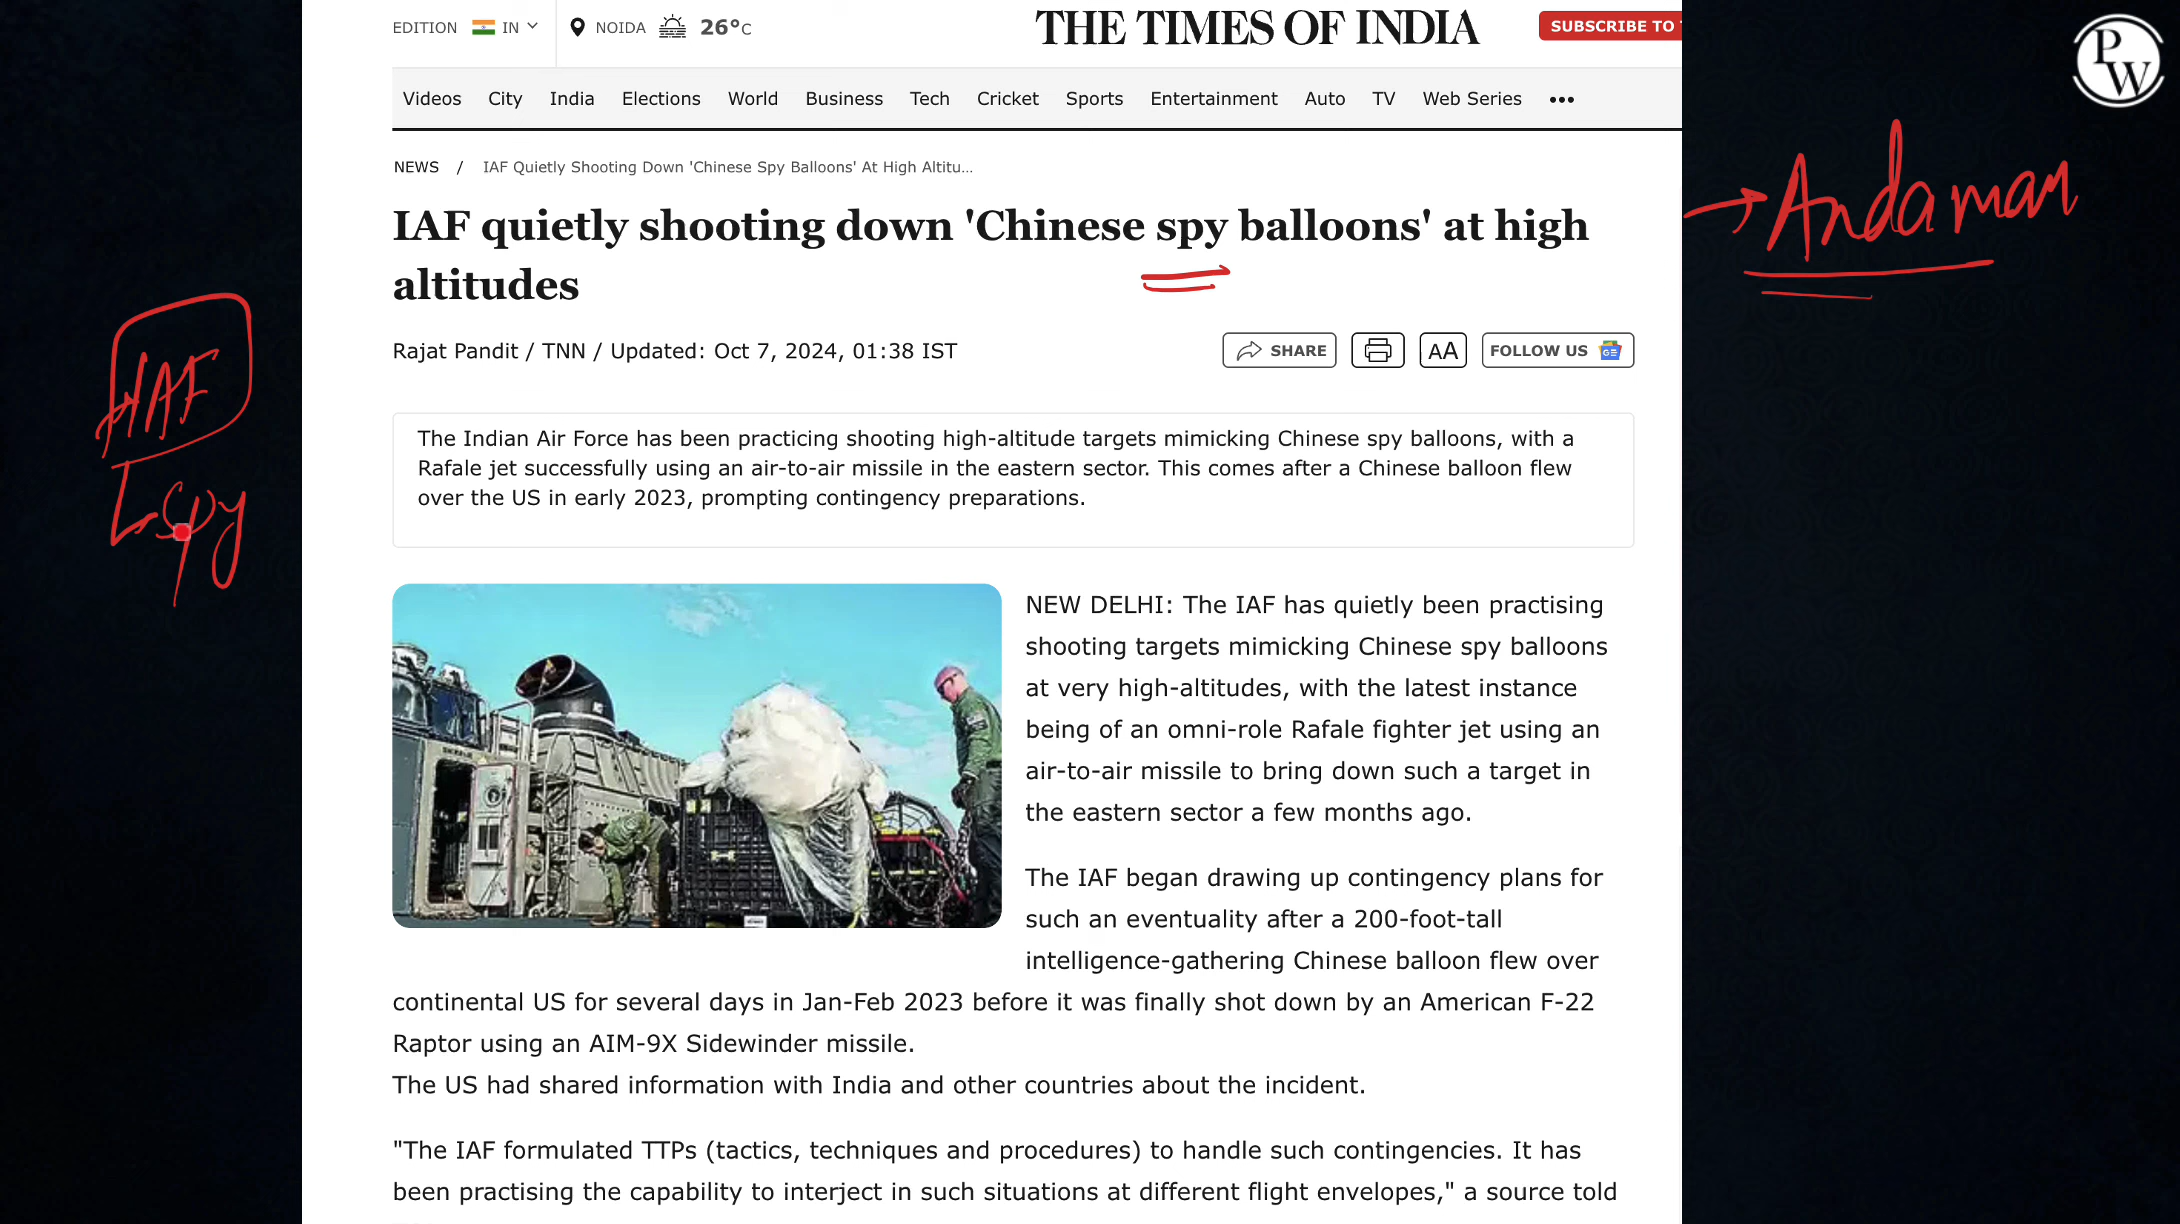 EDITION IN NOIDA 26°C THE TIMES OF INDIA SUBSCRIBE TO
PW
Videos City India Elections World Business Tech Cricket Sports Entertainment Auto TV Web Series •••
NEWS / IAF Quietly Shooting Down 'Chinese Spy Balloons' At High Altitu...
→ Andaman
IAF quietly shooting down 'Chinese spy balloons' at high
altitudes
Rajat Pandit / TNN / Updated: Oct 7, 2024, 01:38 IST SHARE AA FOLLOW US GE
IAF
spy
The Indian Air Force has been practicing shooting high-altitude targets mimicking Chinese spy balloons, with a
Rafale jet successfully using an air-to-air missile in the eastern sector. This comes after a Chinese balloon flew
over the US in early 2023, prompting contingency preparations.
NEW DELHI: The IAF has quietly been practising
shooting targets mimicking Chinese spy balloons
at very high-altitudes, with the latest instance
being of an omni-role Rafale fighter jet using an
air-to-air missile to bring down such a target in
the eastern sector a few months ago.
The IAF began drawing up contingency plans for
such an eventuality after a 200-foot-tall
intelligence-gathering Chinese balloon flew over
continental US for several days in Jan-Feb 2023 before it was finally shot down by an American F-22
Raptor using an AIM-9X Sidewinder missile.
The US had shared information with India and other countries about the incident.
"The IAF formulated TTPs (tactics, techniques and procedures) to handle such contingencies. It has
been practising the capability to interject in such situations at different flight envelopes," a source told